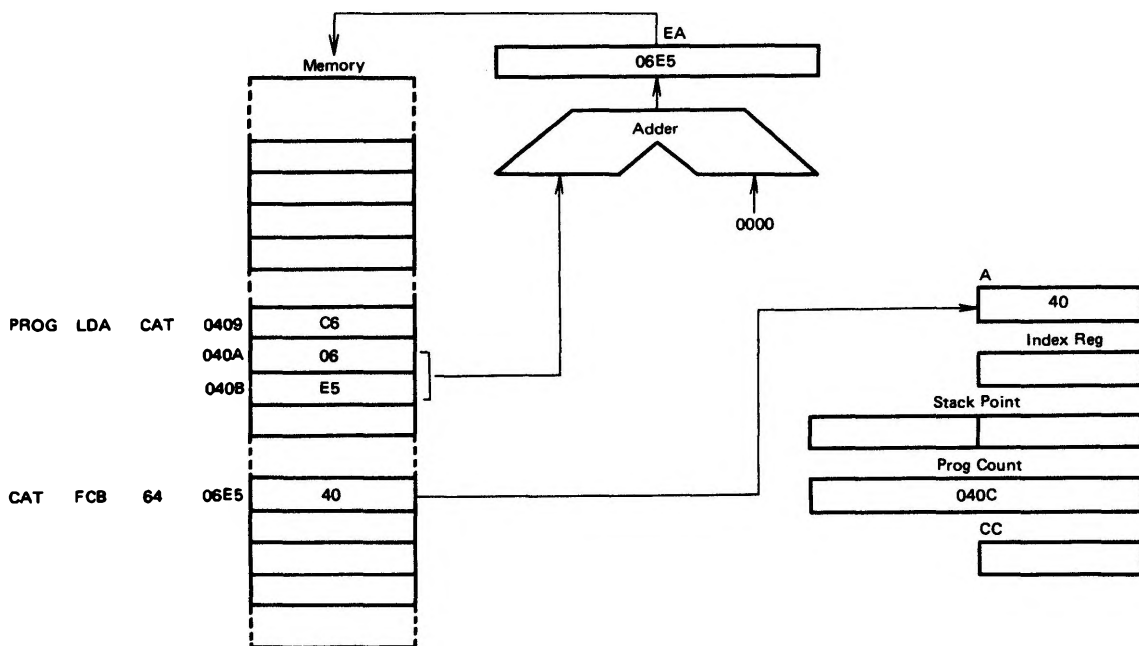 EA
06E5
Memory
Adder
0000
A
PROG LDA CAT 0409 C6
40
040A 06
Index Reg
040B E5
Stack Point
Prog Count
CAT FCB 64 06E5 40
040C
CC